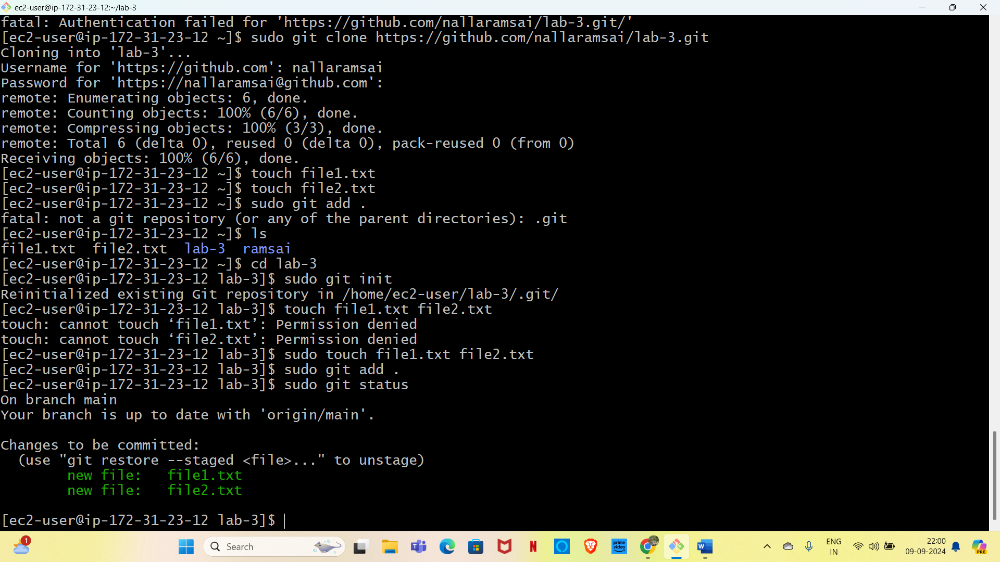 ec2-user@ip-172-31-23-12:~/lab-3
fatal: Authentication failed for 'https://github.com/nallaramsai/lab-3.git/'
[ec2-user@ip-172-31-23-12 ~]$ sudo git clone https://github.com/nallaramsai/lab-3.git
Cloning into 'lab-3'...
Username for 'https://github.com': nallaramsai
Password for 'https://nallaramsai@github.com':
remote: Enumerating objects: 6, done.
remote: Counting objects: 100% (6/6), done.
remote: Compressing objects: 100% (3/3), done.
remote: Total 6 (delta 0), reused 0 (delta 0), pack-reused 0 (from 0)
Receiving objects: 100% (6/6), done.
[ec2-user@ip-172-31-23-12 ~]$ touch file1.txt
[ec2-user@ip-172-31-23-12 ~]$ touch file2.txt
[ec2-user@ip-172-31-23-12 ~]$ sudo git add .
fatal: not a git repository (or any of the parent directories): .git
[ec2-user@ip-172-31-23-12 ~]$ ls
file1.txt  file2.txt  lab-3  ramsai
[ec2-user@ip-172-31-23-12 ~]$ cd lab-3
[ec2-user@ip-172-31-23-12 lab-3]$ sudo git init
Reinitialized existing Git repository in /home/ec2-user/lab-3/.git/
[ec2-user@ip-172-31-23-12 lab-3]$ touch file1.txt file2.txt
touch: cannot touch ‘file1.txt’: Permission denied
touch: cannot touch ‘file2.txt’: Permission denied
[ec2-user@ip-172-31-23-12 lab-3]$ sudo touch file1.txt file2.txt
[ec2-user@ip-172-31-23-12 lab-3]$ sudo git add .
[ec2-user@ip-172-31-23-12 lab-3]$ sudo git status
On branch main
Your branch is up to date with 'origin/main'.
Changes to be committed:
  (use "git restore --staged <file>..." to unstage)
        new file:   file1.txt
        new file:   file2.txt
[ec2-user@ip-172-31-23-12 lab-3]$
1
Search
prime video
ENG
IN
22:00
09-09-2024
PRE